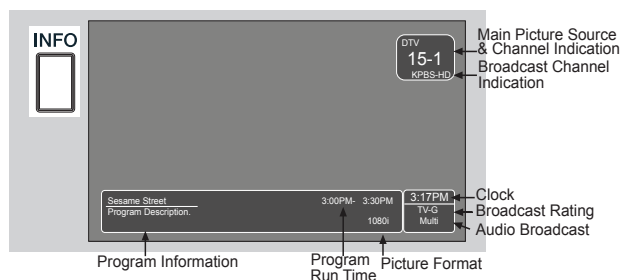 INFO
DTV
15-1
KPBS-HD
Main Picture Source
& Channel Indication
Broadcast Channel
Indication
Sesame Street
Program Description.
3:00PM- 3:30PM
1080i
3:17PM
TV-G
Multi
Clock
Broadcast Rating
Audio Broadcast
Program Information
Program
Run Time
Picture Format